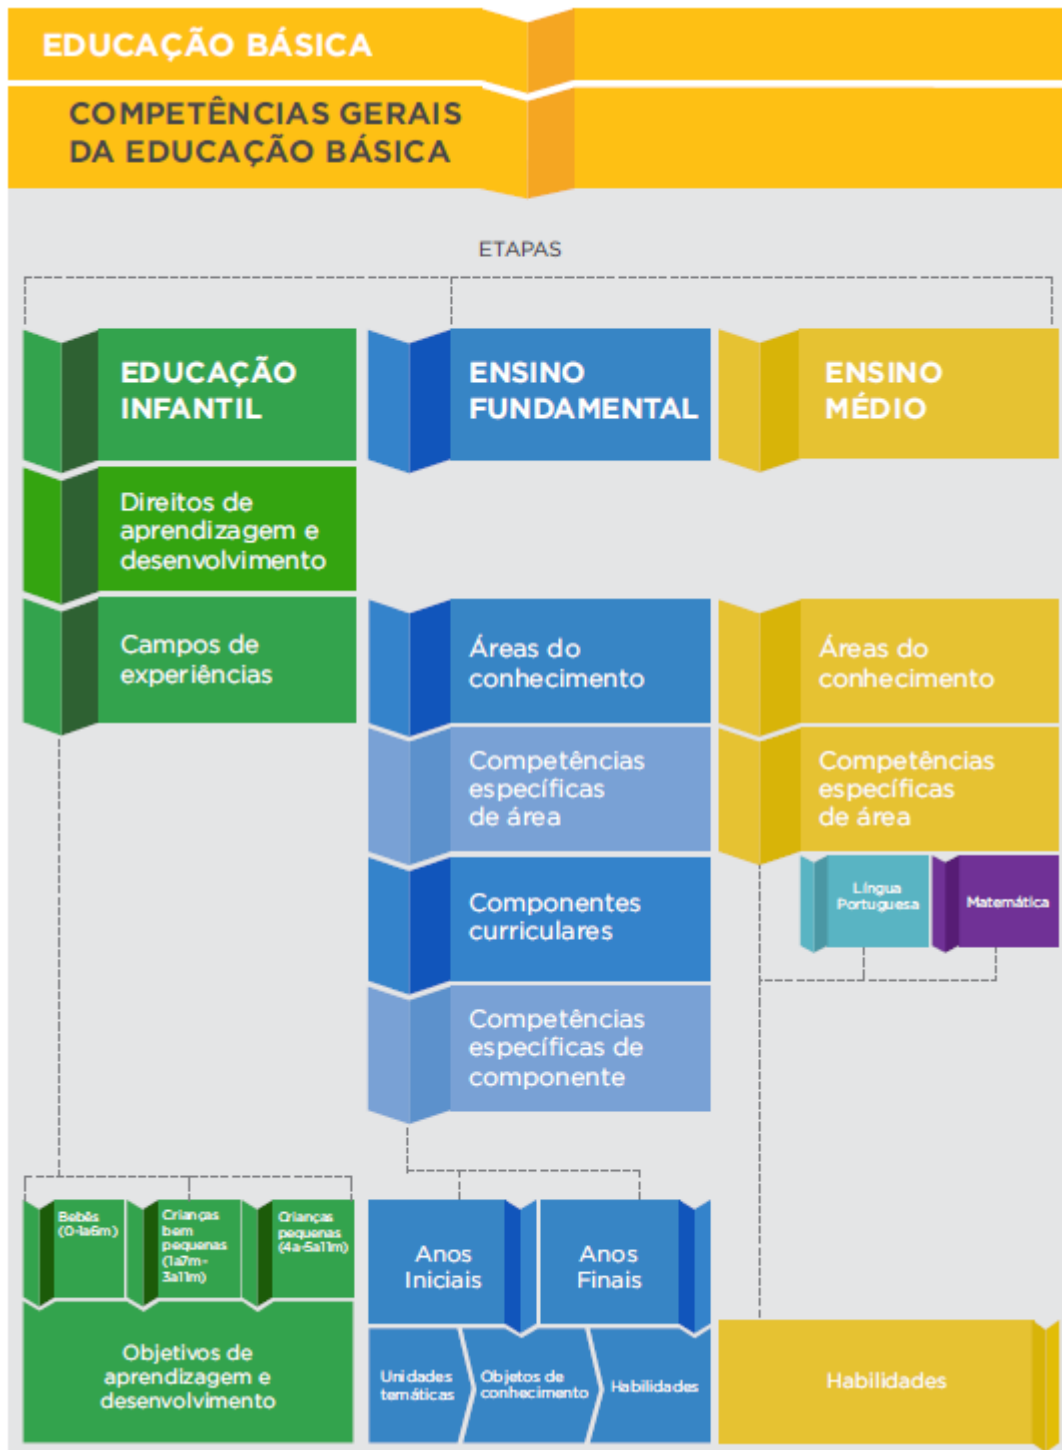 EDUCAÇÃO BÁSICA
COMPETÊNCIAS GERAIS
DA EDUCAÇÃO BÁSICA
ETAPAS
EDUCAÇÃO
INFANTIL
Direitos de
aprendizagem e
desenvolvimento
Campos de
experiências
Bebês
(0-1a6m)
Crianças
bem
pequenas
(1a7m-
3a11m)
Crianças
pequenas
(4a-5a11m)
Objetivos de
aprendizagem e
desenvolvimento
ENSINO
FUNDAMENTAL
Áreas do
conhecimento
Competências
específicas
de área
Componentes
curriculares
Competências
específicas de
componente
Anos
Iniciais
Anos
Finais
Unidades
temáticas
Objetos de
conhecimento
Habilidades
ENSINO
MÉDIO
Áreas do
conhecimento
Competências
específicas
de área
Língua
Portuguesa
Matemática
Habilidades